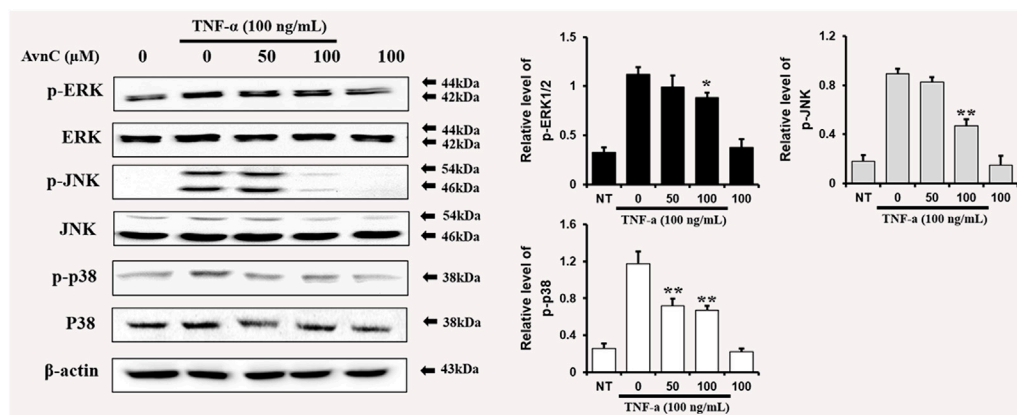 TNF-α (100 ng/mL)
AvnC (μM) 0 0 50 100 100
p-ERK 44kDa
42kDa
ERK 44kDa
42kDa
p-JNK 54kDa
46kDa
JNK 54kDa
46kDa
p-p38 38kDa
P38 38kDa
β-actin 43kDa
Relative level of
p-ERK1/2
2
1.5
1
0.5
0
*
NT 0 50 100 100
TNF-a (100 ng/mL)
Relative level of
p-JNK
1.2
0.8
0.4
0
**
NT 0 50 100 100
TNF-a (100 ng/mL)
Relative level of
p-p38
1.6
1.2
0.8
0.4
0
** **
NT 0 50 100 100
TNF-a (100 ng/mL)